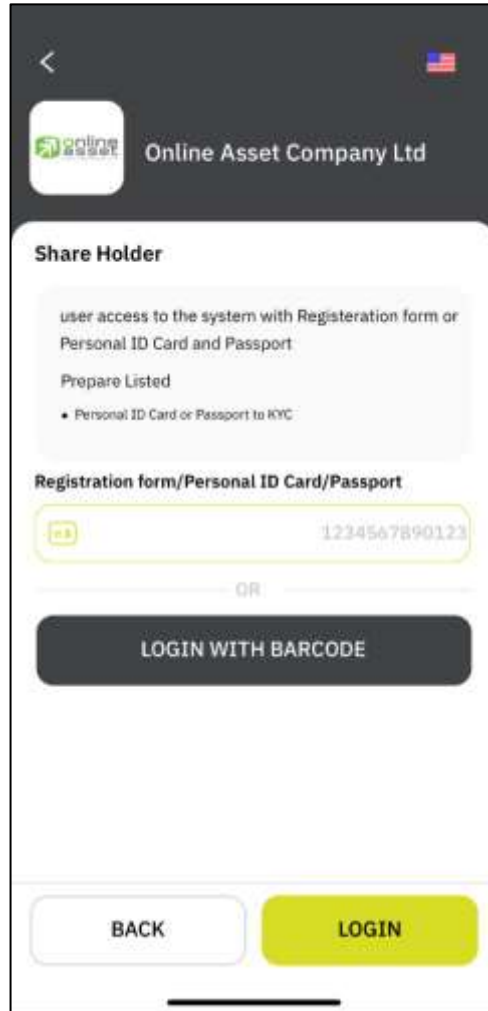 online
asset
Online Asset Company Ltd
Share Holder
user access to the system with Registeration form or
Personal ID Card and Passport
Prepare Listed
• Personal ID Card or Passport to KYC
Registration form/Personal ID Card/Passport
1234567890123
OR
LOGIN WITH BARCODE
BACK
LOGIN